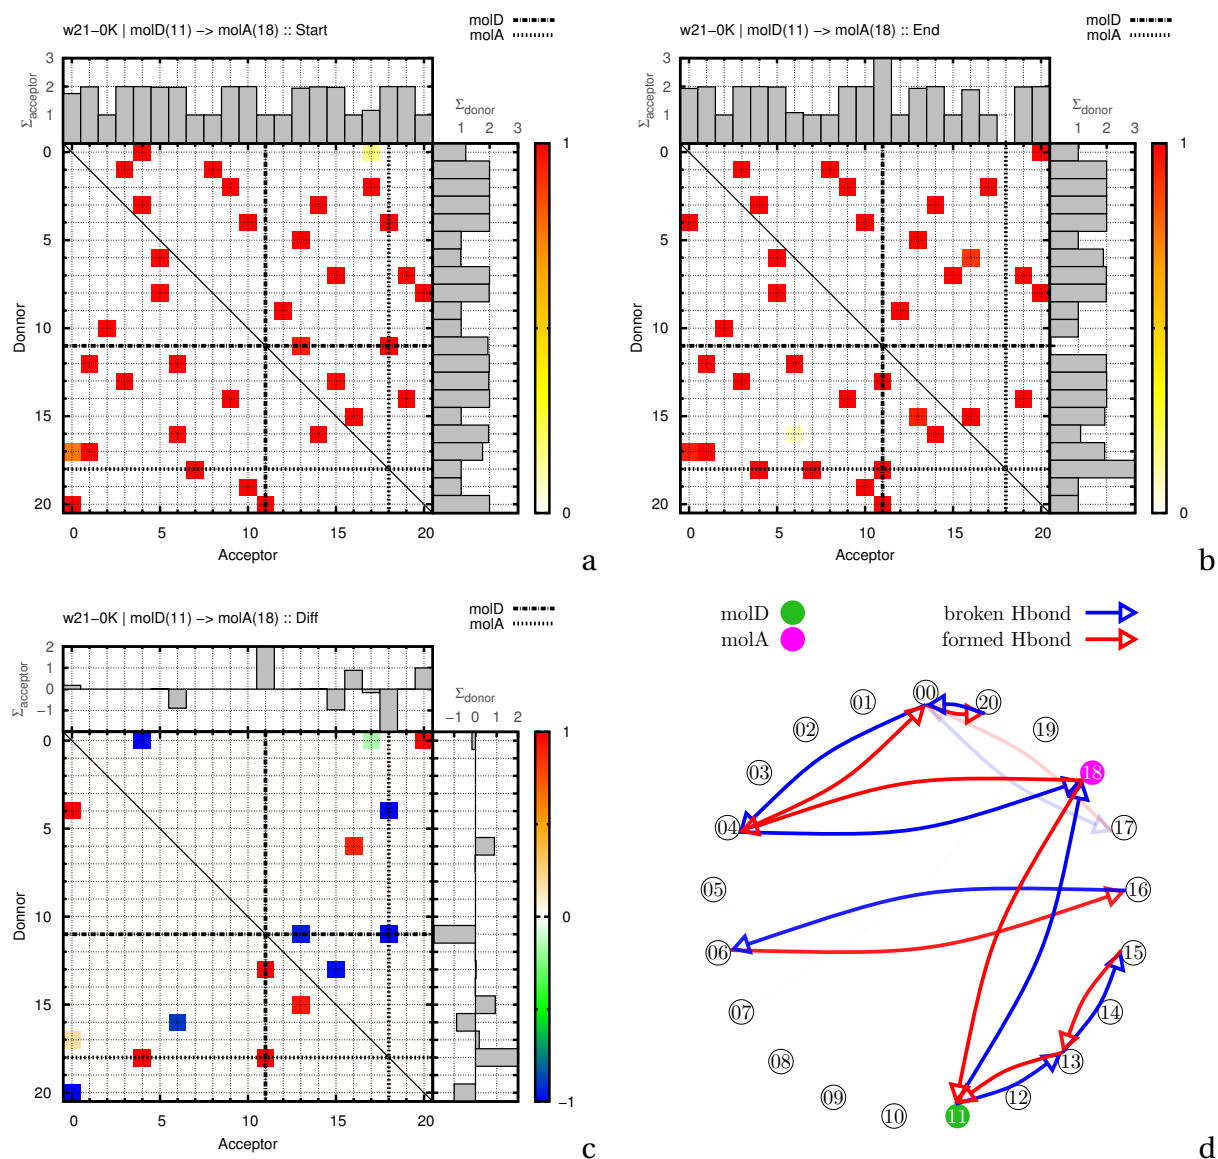 w21-0K | molD(11) -> molA(18) :: Start
molD
molA
Σacceptor
3
2
1
Σdonor
1 2 3
0
5
10
15
20
Donnor
0 5 10 15 20
Acceptor
1
0
a
w21-0K | molD(11) -> molA(18) :: End
molD
molA
Σacceptor
3
2
1
Σdonor
1 2 3
0
5
10
15
20
Donnor
0 5 10 15 20
Acceptor
1
0
b
w21-0K | molD(11) -> molA(18) :: Diff
molD
molA
Σacceptor
2
1
0
-1
Σdonor
-1 0 1 2
0
5
10
15
20
Donnor
0 5 10 15 20
Acceptor
1
0
-1
c
molD
molA
broken Hbond
formed Hbond
00
20
01
19
02
03
18
04
17
05
16
06
15
07
14
08
13
09
12
10
11
d